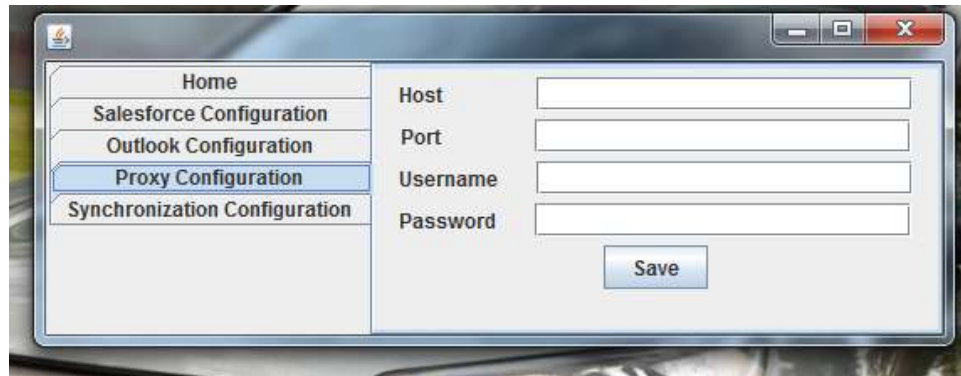 Home
Salesforce Configuration
Outlook Configuration
Proxy Configuration
Synchronization Configuration
Host
Port
Username
Password
Save